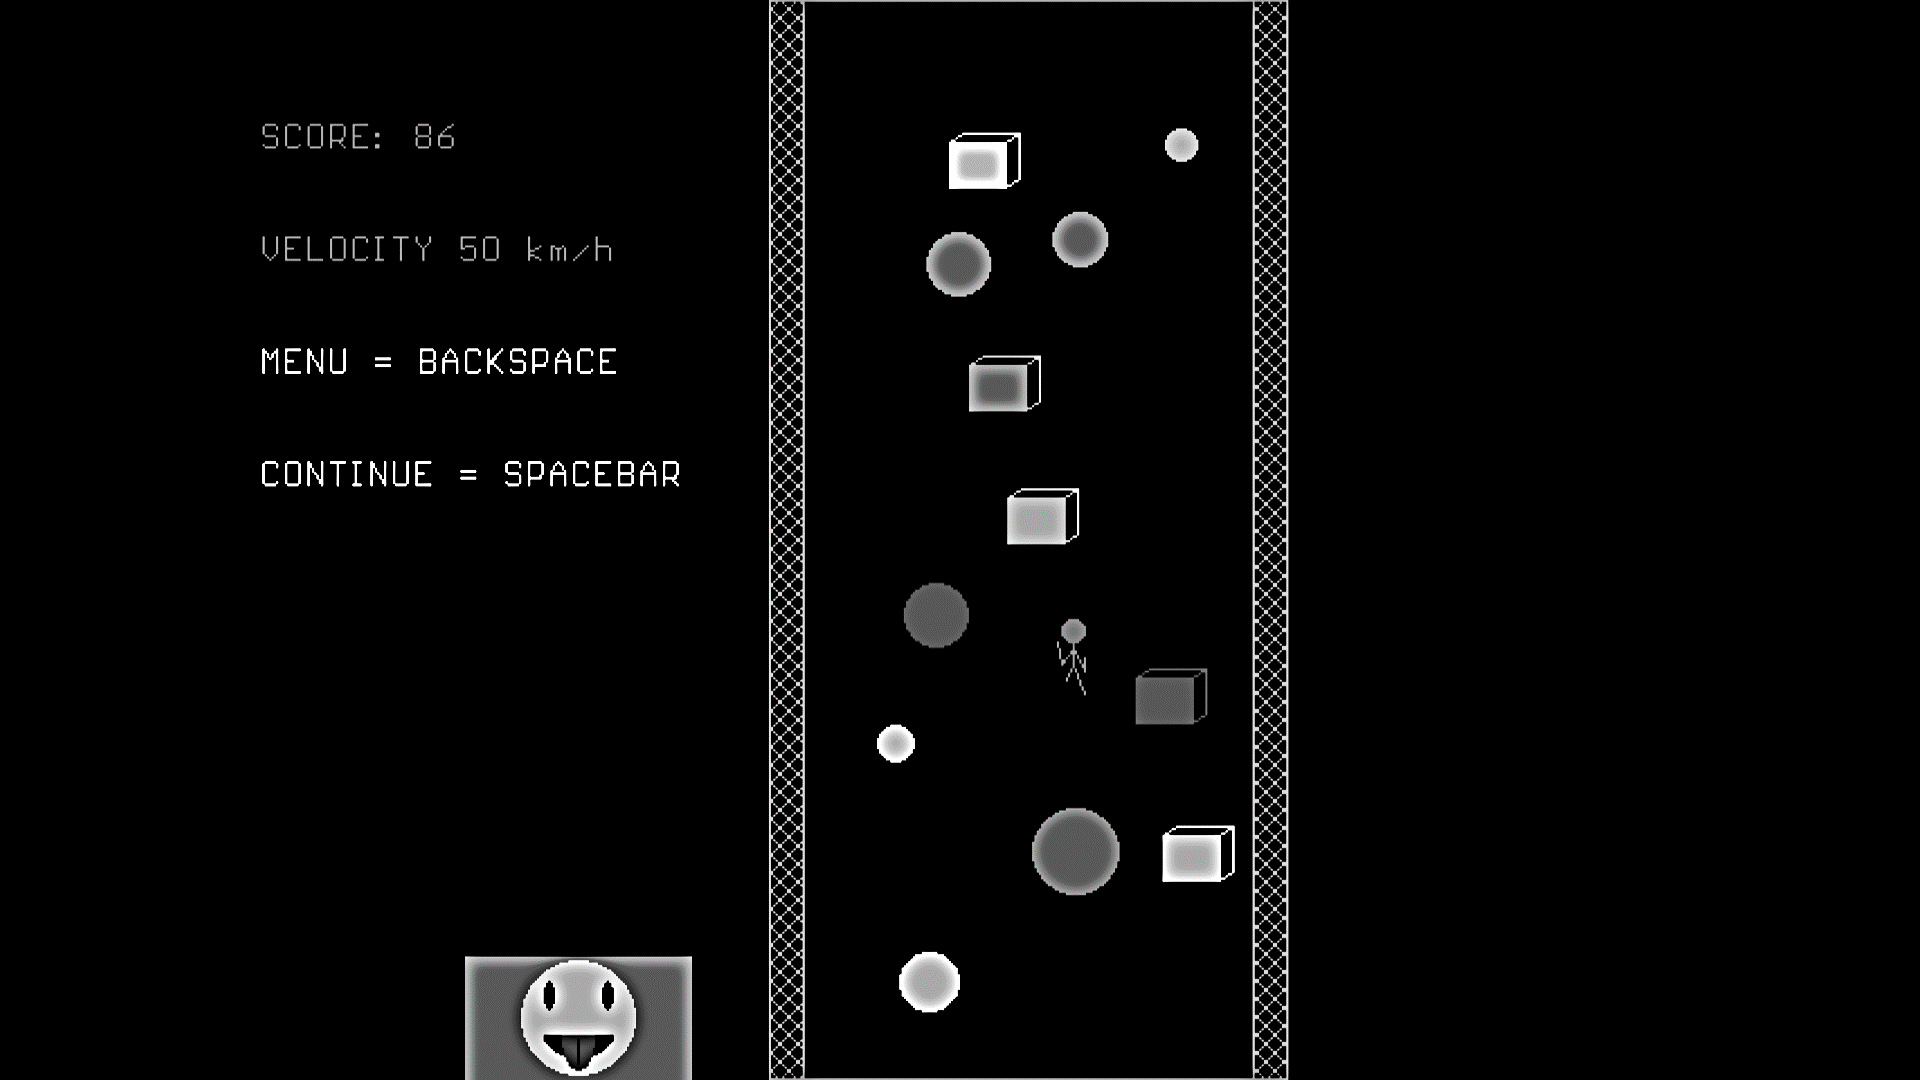 SCORE: 86
VELOCITY 50 km/h
MENU = BACKSPACE
CONTINUE = SPACEBAR